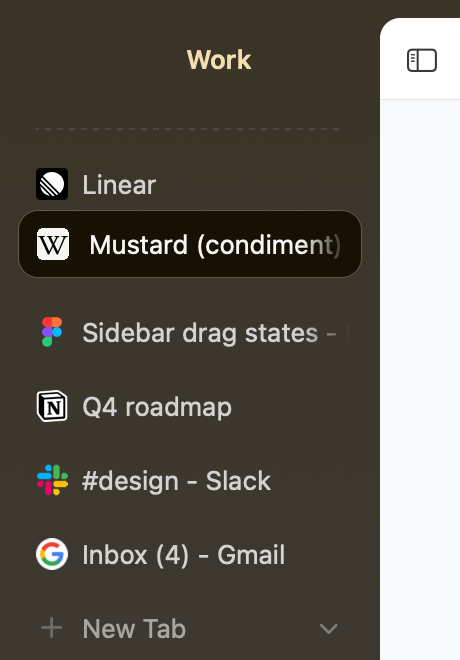 Work
Linear
Mustard (condiment)
Sidebar drag states -
Q4 roadmap
#design - Slack
Inbox (4) - Gmail
New Tab